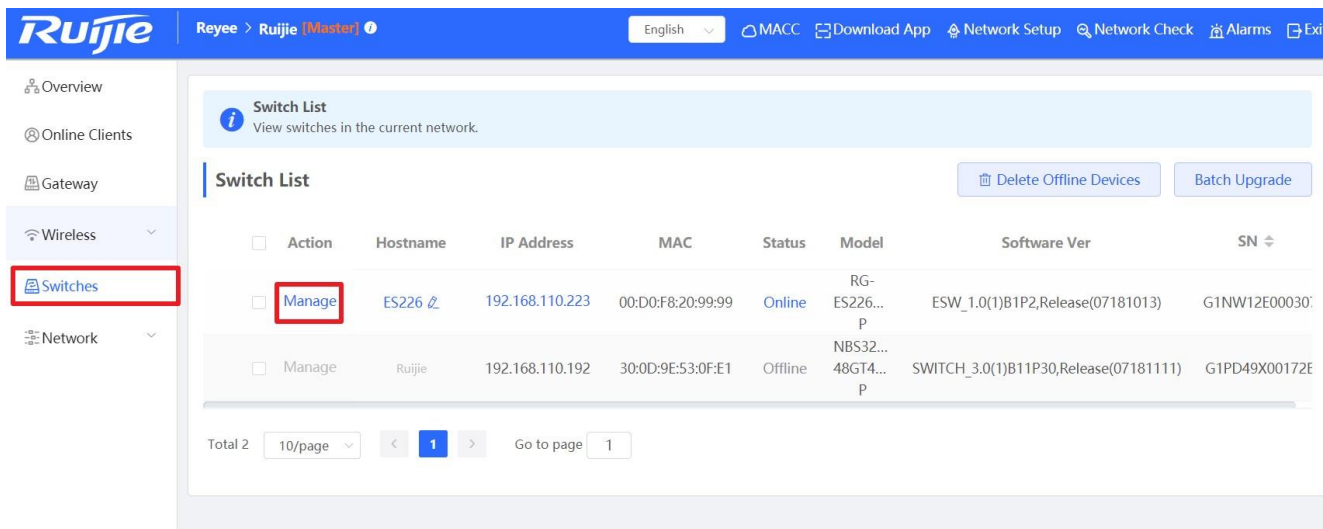 Ruijie
Reyee > Ruijie [Master] English MACC Download App Network Setup Network Check Alarms Exi
Overview
Online Clients
Gateway
Wireless
Switches
Network
Switch List
View switches in the current network.
Switch List Delete Offline Devices Batch Upgrade
Action Hostname IP Address MAC Status Model Software Ver SN
Manage ES226 192.168.110.223 00:D0:F8:20:99:99 Online RG-
ES226...
P ESW_1.0(1)B1P2,Release(07181013) G1NW12E000307
Manage Ruijie 192.168.110.192 30:0D:9E:53:0F:E1 Offline NBS32...
48GT4...
P SWITCH_3.0(1)B11P30,Release(07181111) G1PD49X00172E
Total 2 10/page < 1 > Go to page 1